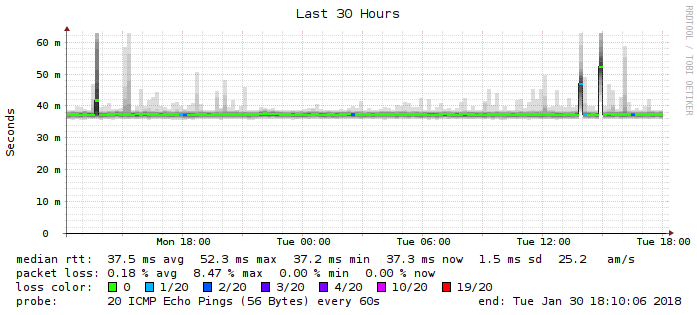 Last 30 Hours
RRDTOOL / TOBI OETIKER
Seconds
60 m
50 m
40 m
30 m
20 m
10 m
0
Mon 18:00 Tue 00:00 Tue 06:00 Tue 12:00 Tue 18:00
median rtt: 37.5 ms avg 52.3 ms max 37.2 ms min 37.3 ms now 1.5 ms sd 25.2 am/s
packet loss: 0.18 % avg 8.47 % max 0.00 % min 0.00 % now
loss color: 0 1/20 2/20 3/20 4/20 10/20 19/20
probe: 20 ICMP Echo Pings (56 Bytes) every 60s end: Tue Jan 30 18:10:06 2018